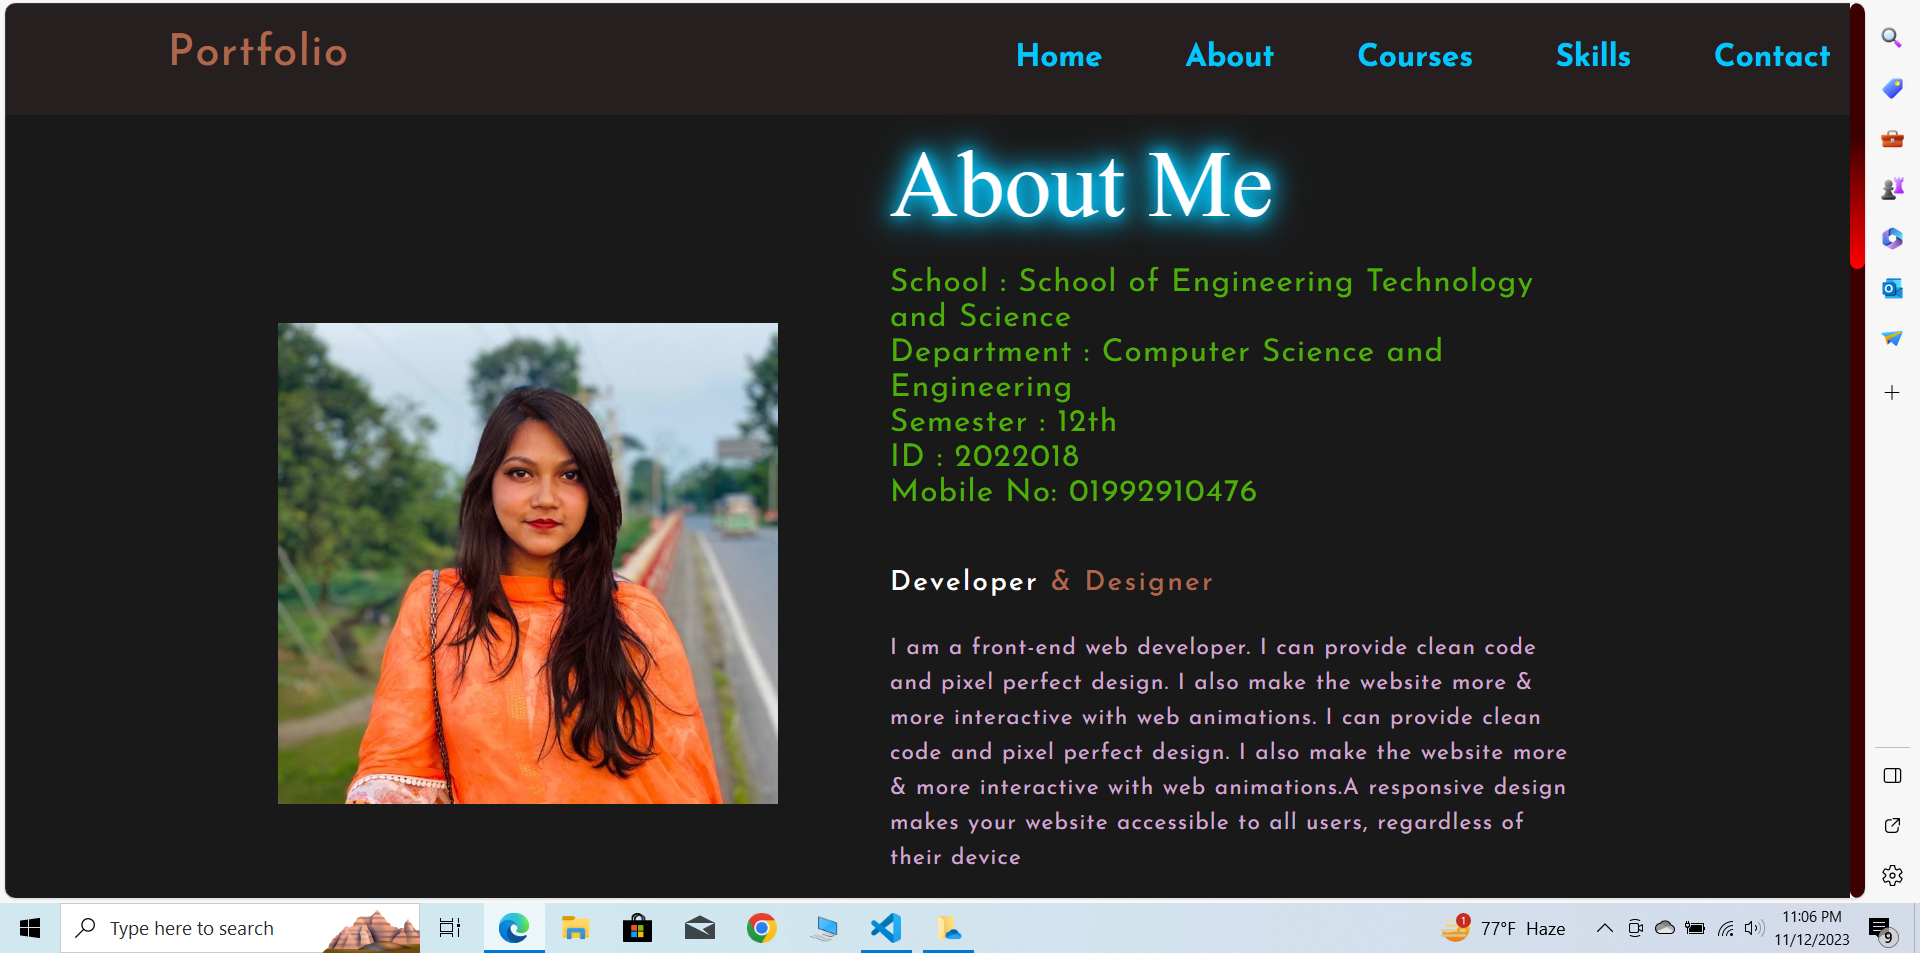 Portfolio
Home About Courses Skills Contact
About Me
School : School of Engineering Technology
and Science
Department : Computer Science and
Engineering
Semester : 12th
ID : 2022018
Mobile No: 01992910476
Developer & Designer
I am a front-end web developer. I can provide clean code
and pixel perfect design. I also make the website more &
more interactive with web animations. I can provide clean
code and pixel perfect design. I also make the website more
& more interactive with web animations.A responsive design
makes your website accessible to all users, regardless of
their device
Type here to search
1
77°F Haze
11:06 PM
11/12/2023
9